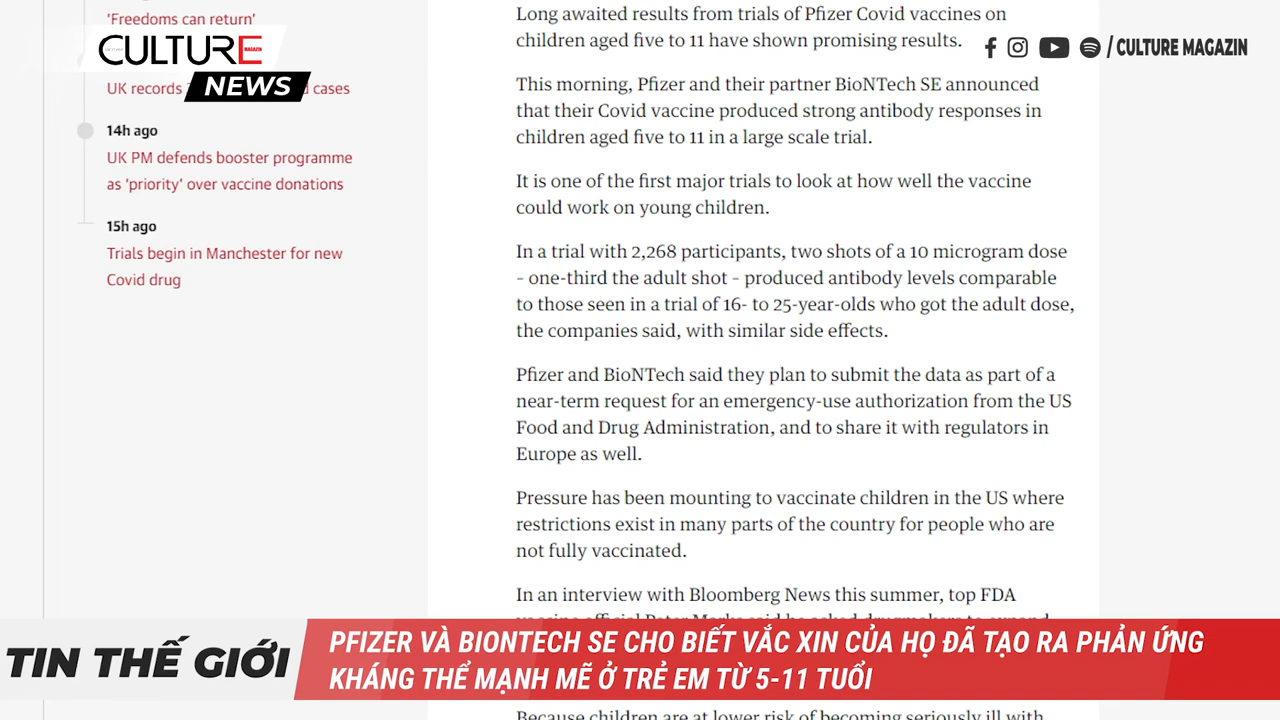 'Freedoms can return'
CULTURE
MAGAZIN
NEWS
UK records cases
14h ago
UK PM defends booster programme
as 'priority' over vaccine donations
15h ago
Trials begin in Manchester for new
Covid drug
/ CULTURE MAGAZIN
Long awaited results from trials of Pfizer Covid vaccines on
children aged five to 11 have shown promising results.
This morning, Pfizer and their partner BioNTech SE announced
that their Covid vaccine produced strong antibody responses in
children aged five to 11 in a large scale trial.
It is one of the first major trials to look at how well the vaccine
could work on young children.
In a trial with 2,268 participants, two shots of a 10 microgram dose
– one-third the adult shot – produced antibody levels comparable
to those seen in a trial of 16- to 25-year-olds who got the adult dose,
the companies said, with similar side effects.
Pfizer and BioNTech said they plan to submit the data as part of a
near-term request for an emergency-use authorization from the US
Food and Drug Administration, and to share it with regulators in
Europe as well.
Pressure has been mounting to vaccinate children in the US where
restrictions exist in many parts of the country for people who are
not fully vaccinated.
In an interview with Bloomberg News this summer, top FDA
TIN THẾ GIỚI
PFIZER VÀ BIONTECH SE CHO BIẾT VẮC XIN CỦA HỌ ĐÃ TẠO RA PHẢN ỨNG
KHÁNG THỂ MẠNH MẼ Ở TRẺ EM TỪ 5-11 TUỔI
Because children are at lower risk of becoming seriously ill with